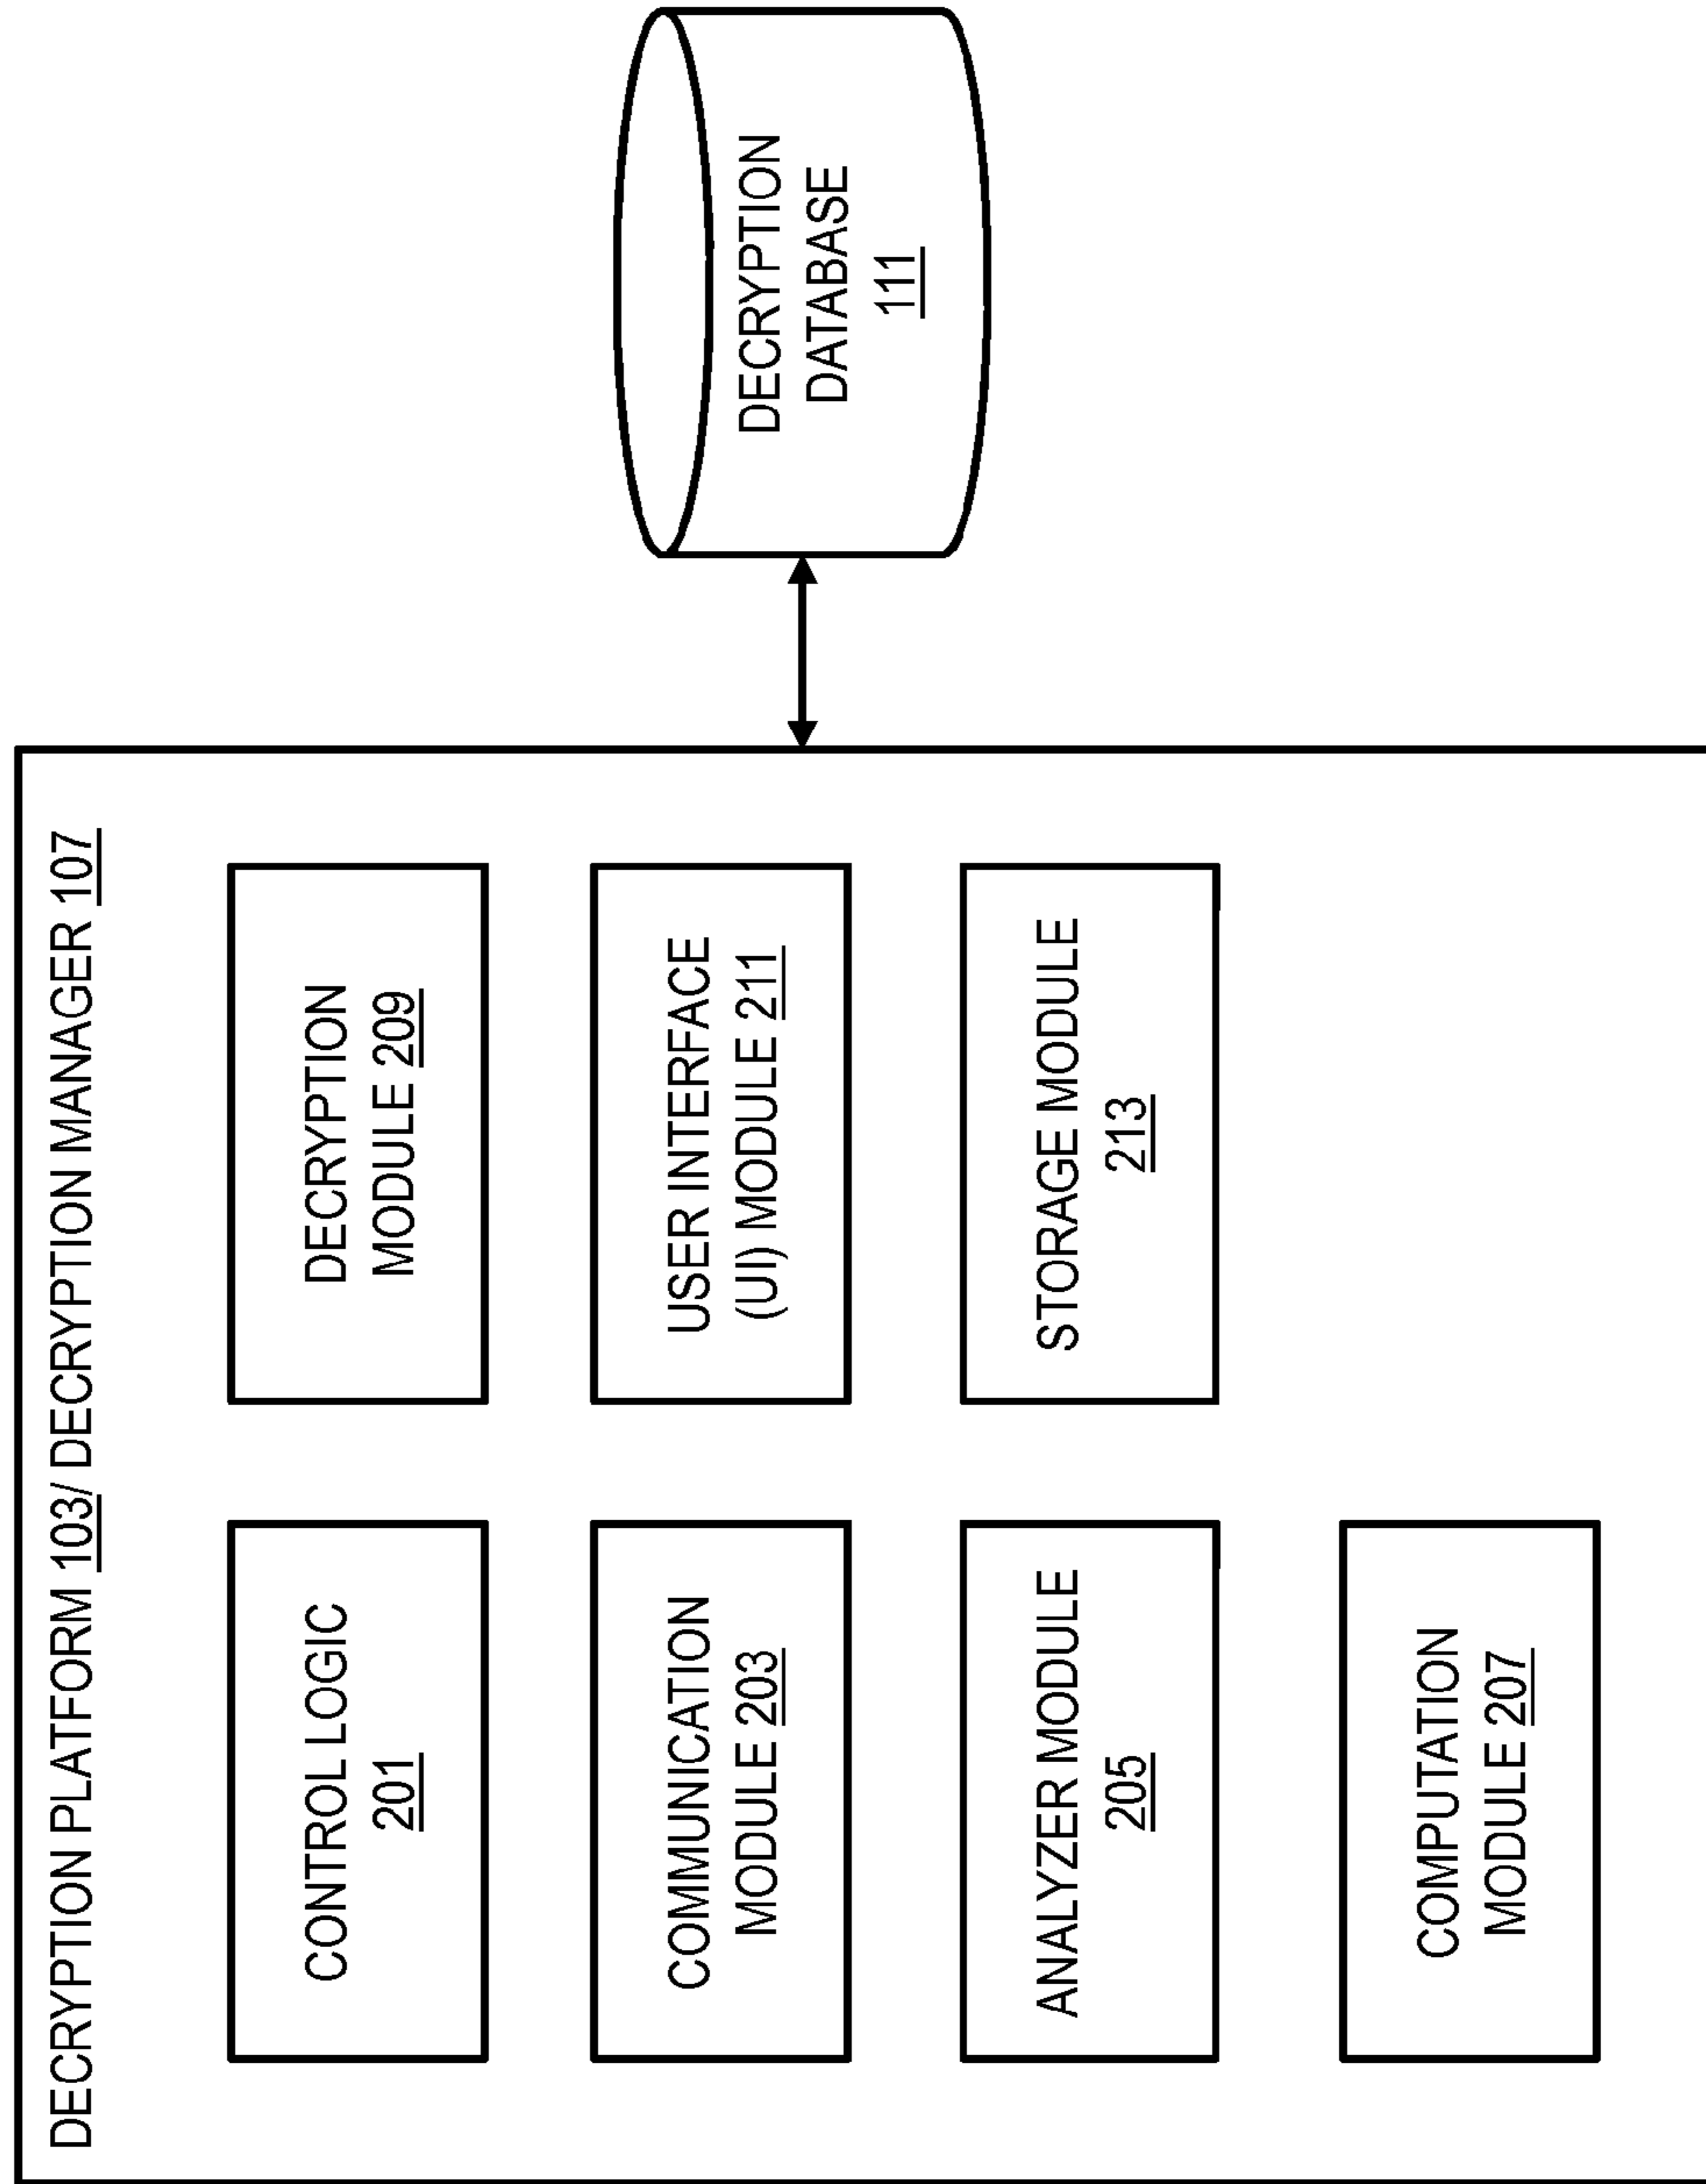 DECRYPTION PLATFORM 103/ DECRYPTION MANAGER 107
CONTROL LOGIC
201
COMMUNICATION
MODULE 203
ANALYZER MODULE
205
COMPUTATION
MODULE 207
DECRYPTION
MODULE 209
USER INTERFACE
(UI) MODULE 211
STORAGE MODULE
213
DECRYPTION
DATABASE
111